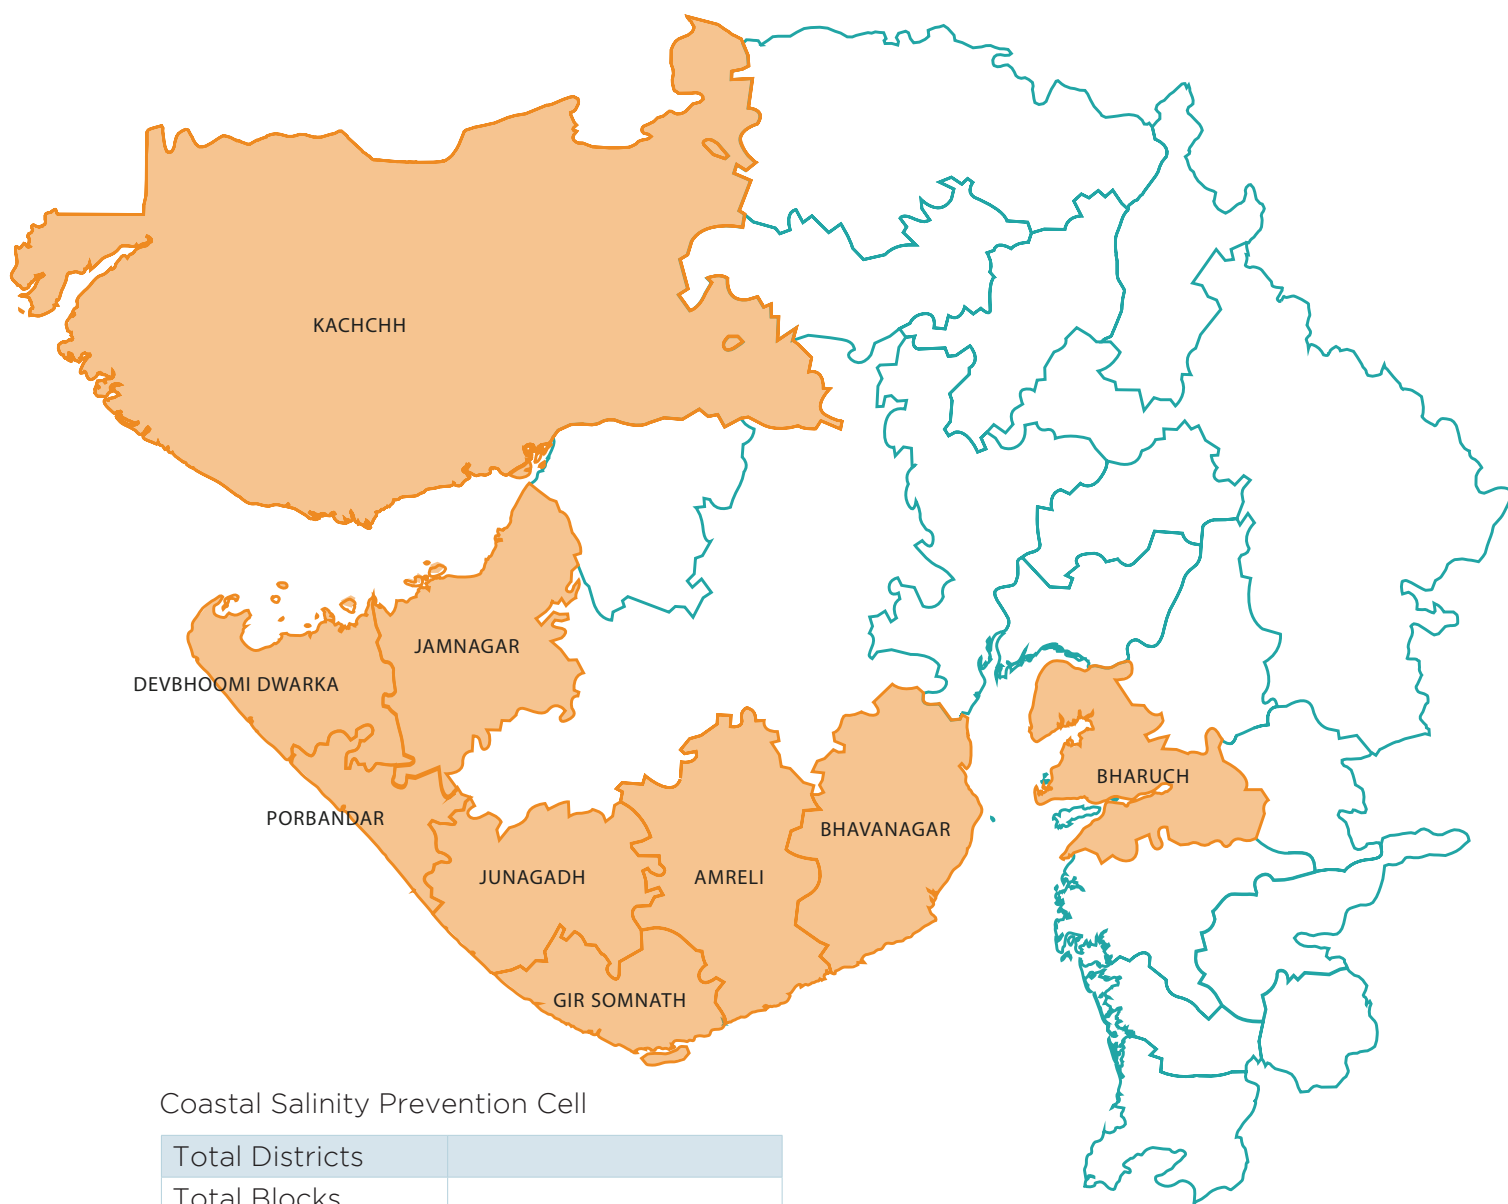 KACHCHH
JAMNAGAR
DEVBHOOMI DWARKA
BHARUCH
PORBANDAR
BHAVANAGAR
JUNAGADH
AMRELI
GIR SOMNATH
Coastal Salinity Prevention Cell
Total Districts
Total Blocks